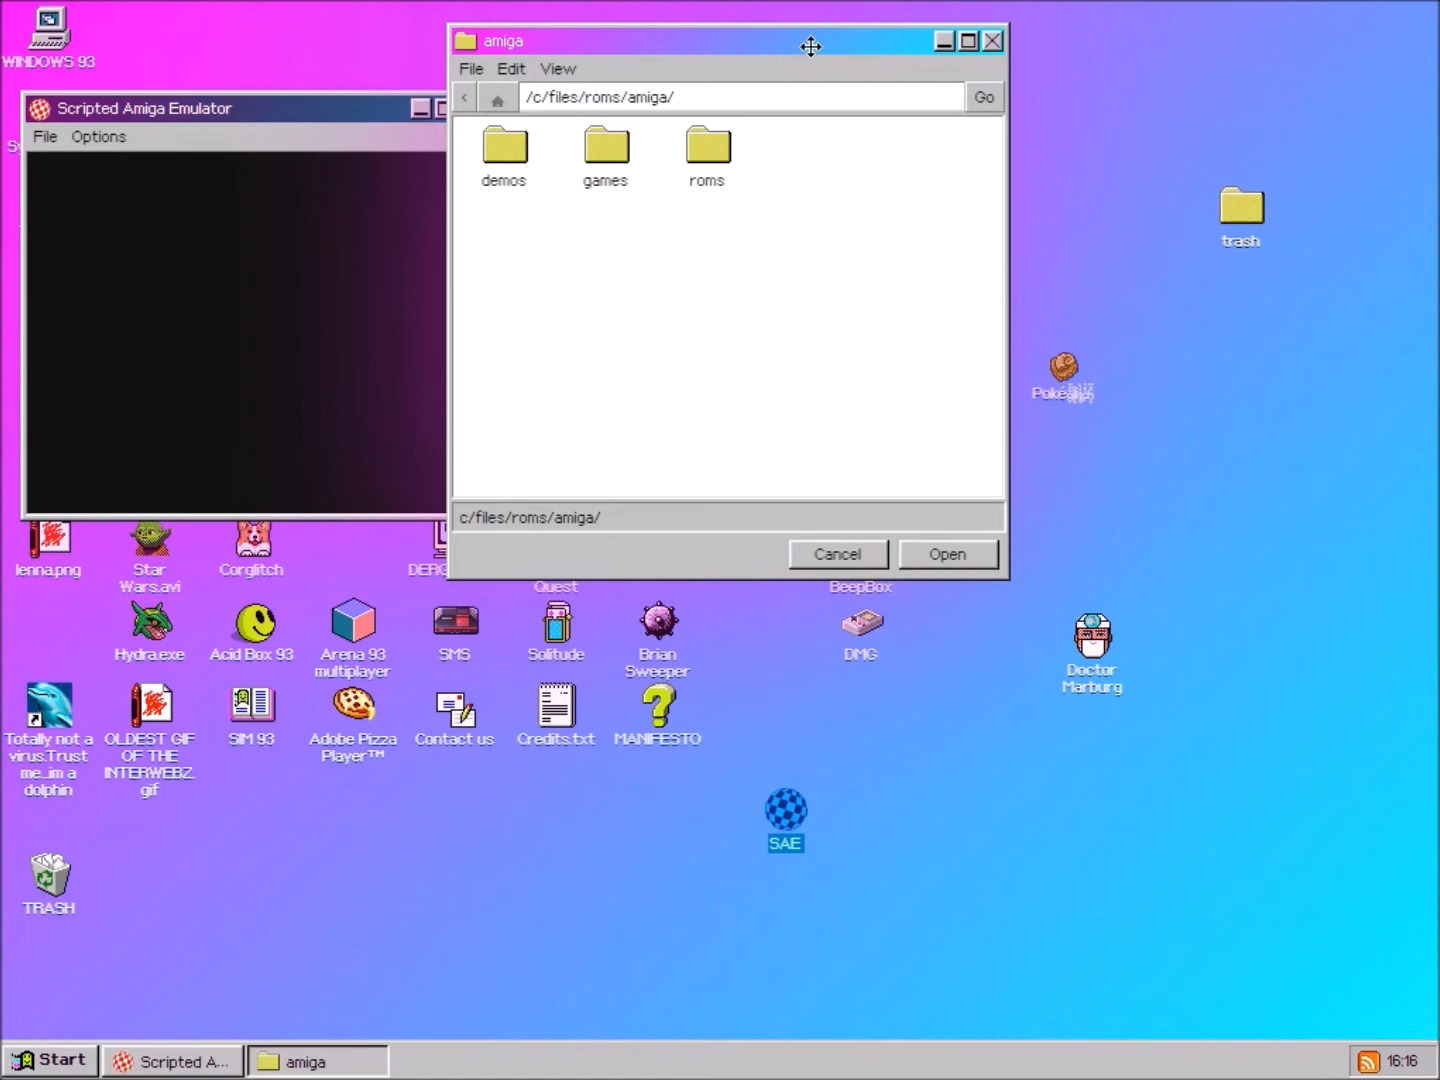 WINDOWS 93
Scripted Amiga Emulator
File Options
amiga
File Edit View
<
/c/files/roms/amiga/
Go
demos
games
roms
c/files/roms/amiga/
Cancel
Open
trash
lenna.png
Star
Wars.avi
Corglitch
Quest
BeepBox
Hydra.exe
Acid Box 93
Arena 93
multiplayer
SMS
Solitude
Brian
Sweeper
DMG
Doctor
Marburg
Totally not a
virus.Trust
me...im a
dolphin
OLDEST GIF
OF THE
INTERWEBZ.
gif
SIM 93
Adobe Pizza
Player™
Contact us
Credits.txt
MANIFESTO
SAE
TRASH
Start
Scripted A...
amiga
16:16